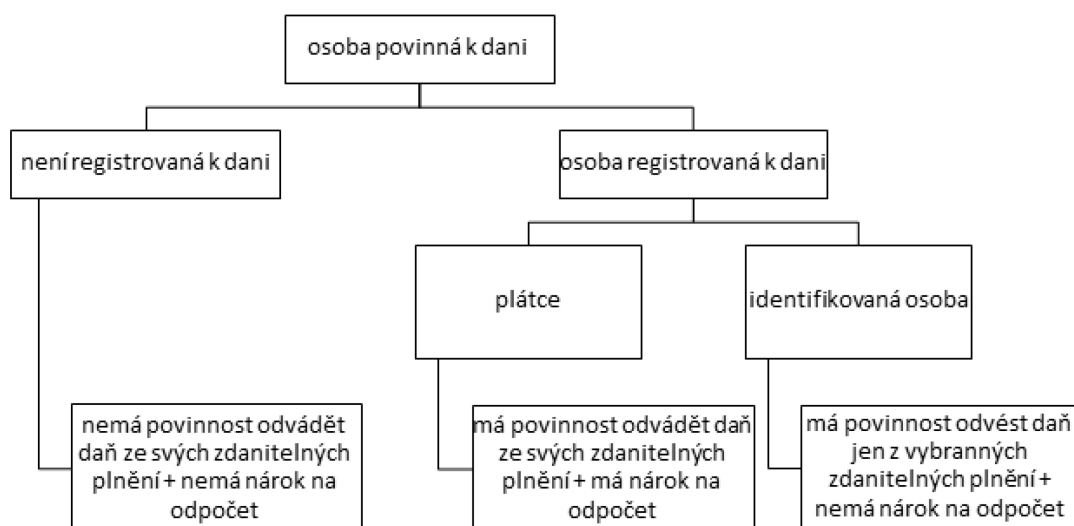 osoba povinná k dani
není registrovaná k dani
osoba registrovaná k dani
plátce
identifikovaná osoba
nemá povinnost odvádět
daň ze svých zdanitelných
plnění + nemá nárok na
odpočet
má povinnost odvádět daň
ze svých zdanitelných
plnění + má nárok na
odpočet
má povinnost odvést daň
jen z vybranných
zdanitelných plnění +
nemá nárok na odpočet